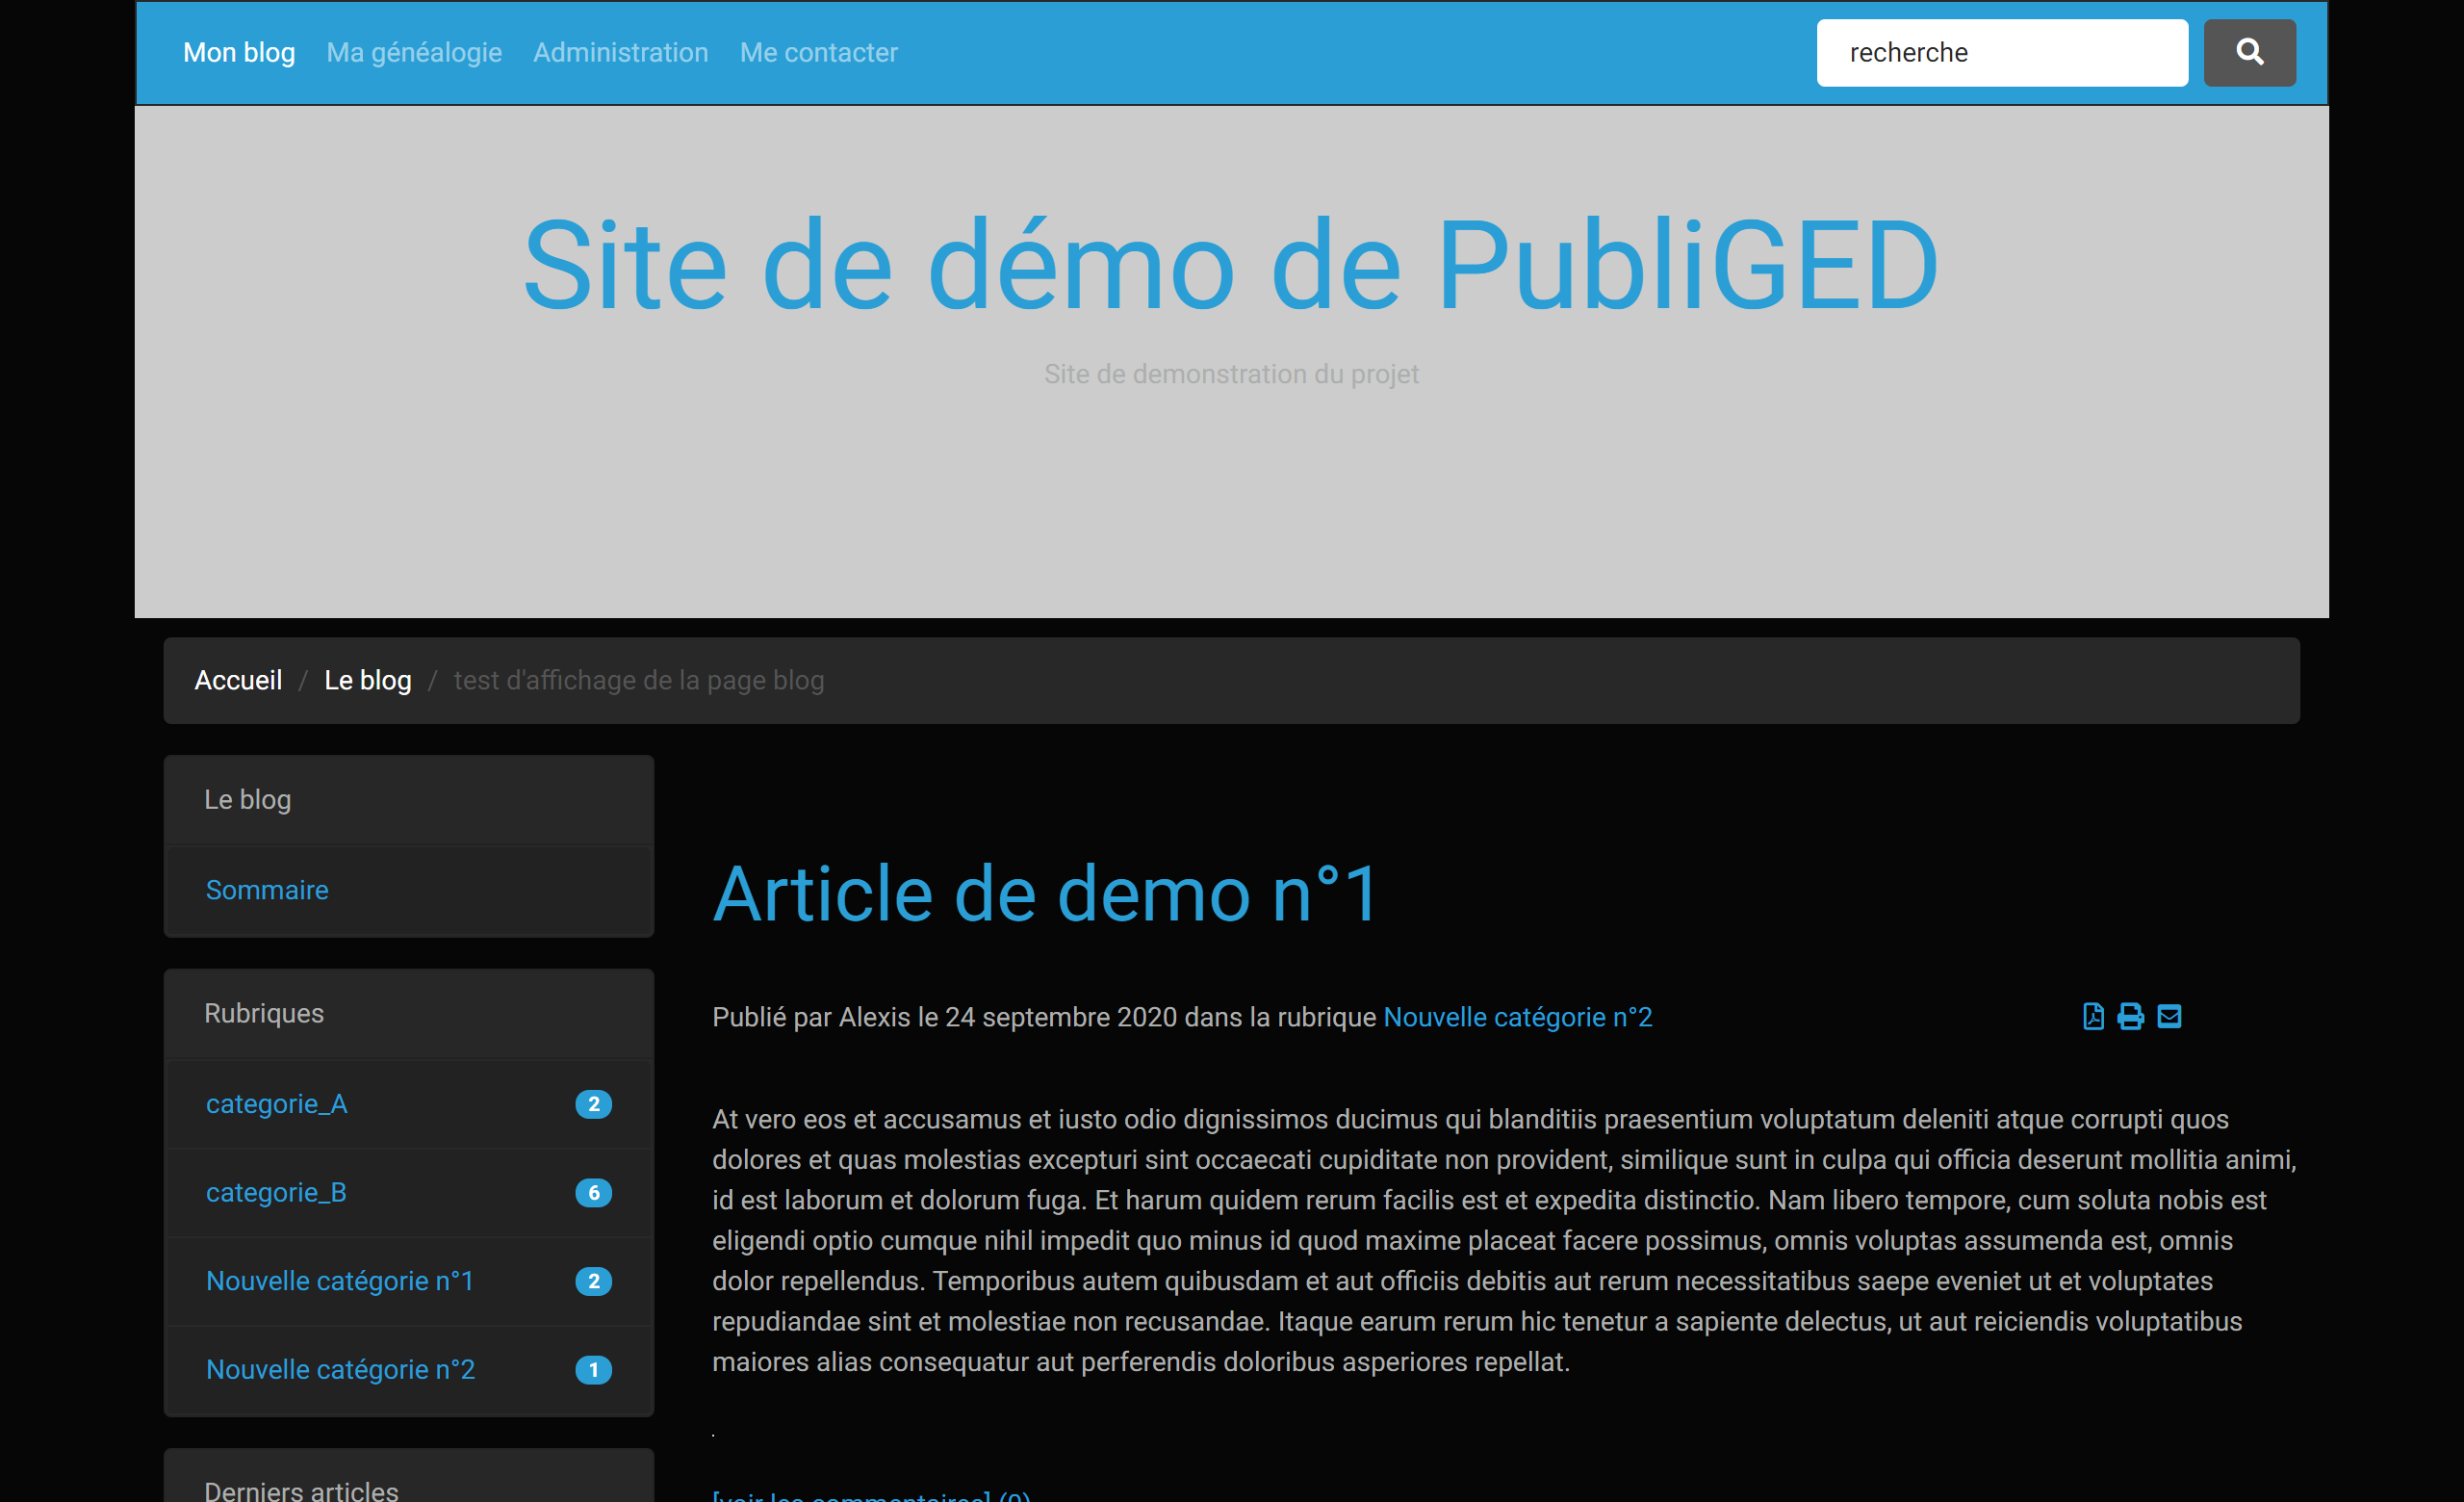 Mon blog Ma généalogie Administration Me contacter
recherche
Site de démo de PubliGED
Site de demonstration du projet
Accueil / Le blog / test d'affichage de la page blog
Le blog
Sommaire
Rubriques
categorie_A 2
categorie_B 6
Nouvelle catégorie n°1 2
Nouvelle catégorie n°2 1
Derniers articles
Article de demo n°1
Publié par Alexis le 24 septembre 2020 dans la rubrique Nouvelle catégorie n°2
At vero eos et accusamus et iusto odio dignissimos ducimus qui blanditiis praesentium voluptatum deleniti atque corrupti quos
dolores et quas molestias excepturi sint occaecati cupiditate non provident, similique sunt in culpa qui officia deserunt mollitia animi,
id est laborum et dolorum fuga. Et harum quidem rerum facilis est et expedita distinctio. Nam libero tempore, cum soluta nobis est
eligendi optio cumque nihil impedit quo minus id quod maxime placeat facere possimus, omnis voluptas assumenda est, omnis
dolor repellendus. Temporibus autem quibusdam et aut officiis debitis aut rerum necessitatibus saepe eveniet ut et voluptates
repudiandae sint et molestiae non recusandae. Itaque earum rerum hic tenetur a sapiente delectus, ut aut reiciendis voluptatibus
maiores alias consequatur aut perferendis doloribus asperiores repellat.
.
[voir les commentaires] (0)